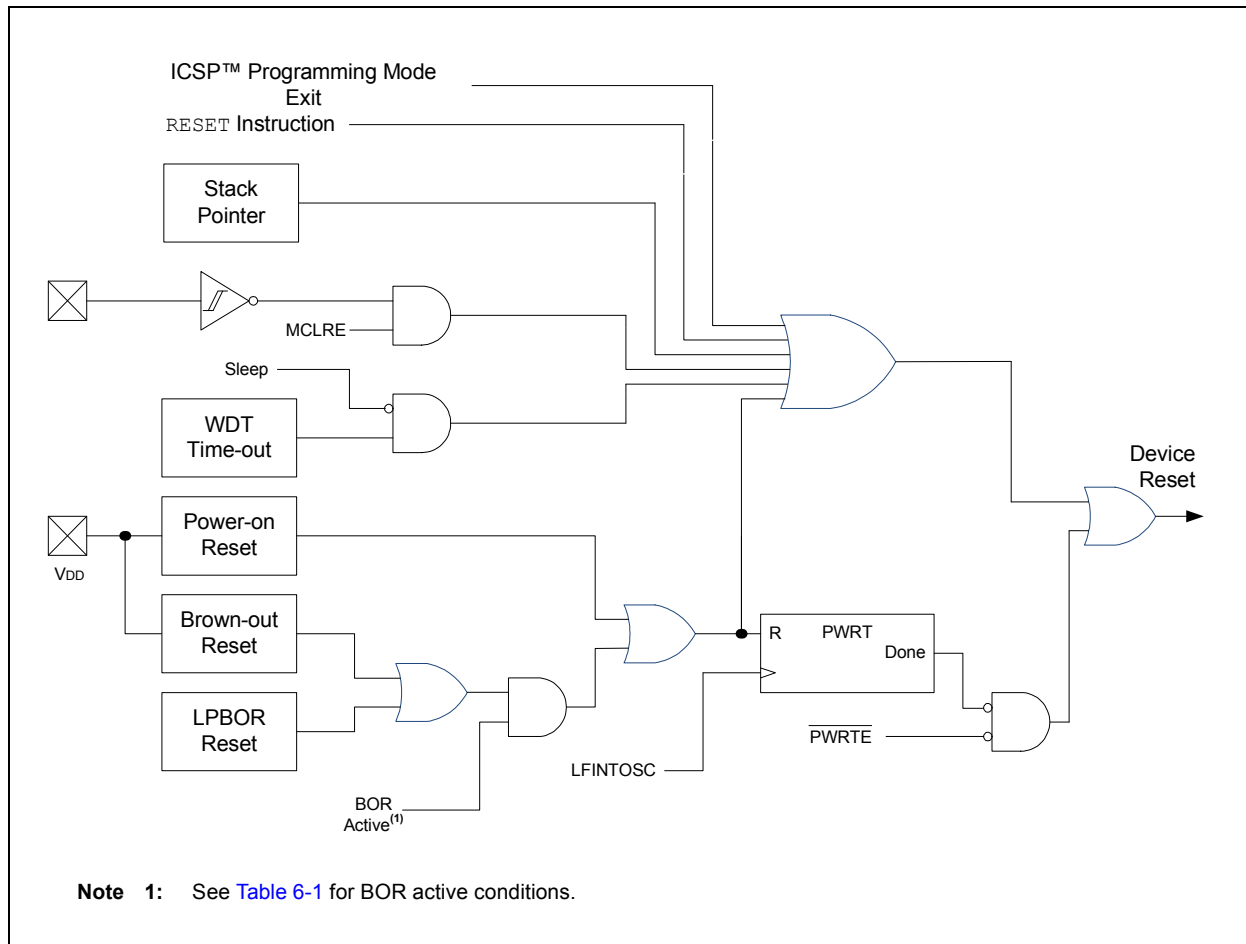 ICSP™ Programming Mode
Exit
RESET Instruction
Stack
Pointer
MCLRE
Sleep
WDT
Time-out
Device
Reset
Power-on
Reset
VDD
Brown-out
Reset
R
PWRT
Done
LPBOR
Reset
PWRTE
LFINTOSC
BOR
Active(1)
Note 1: See Table 6-1 for BOR active conditions.